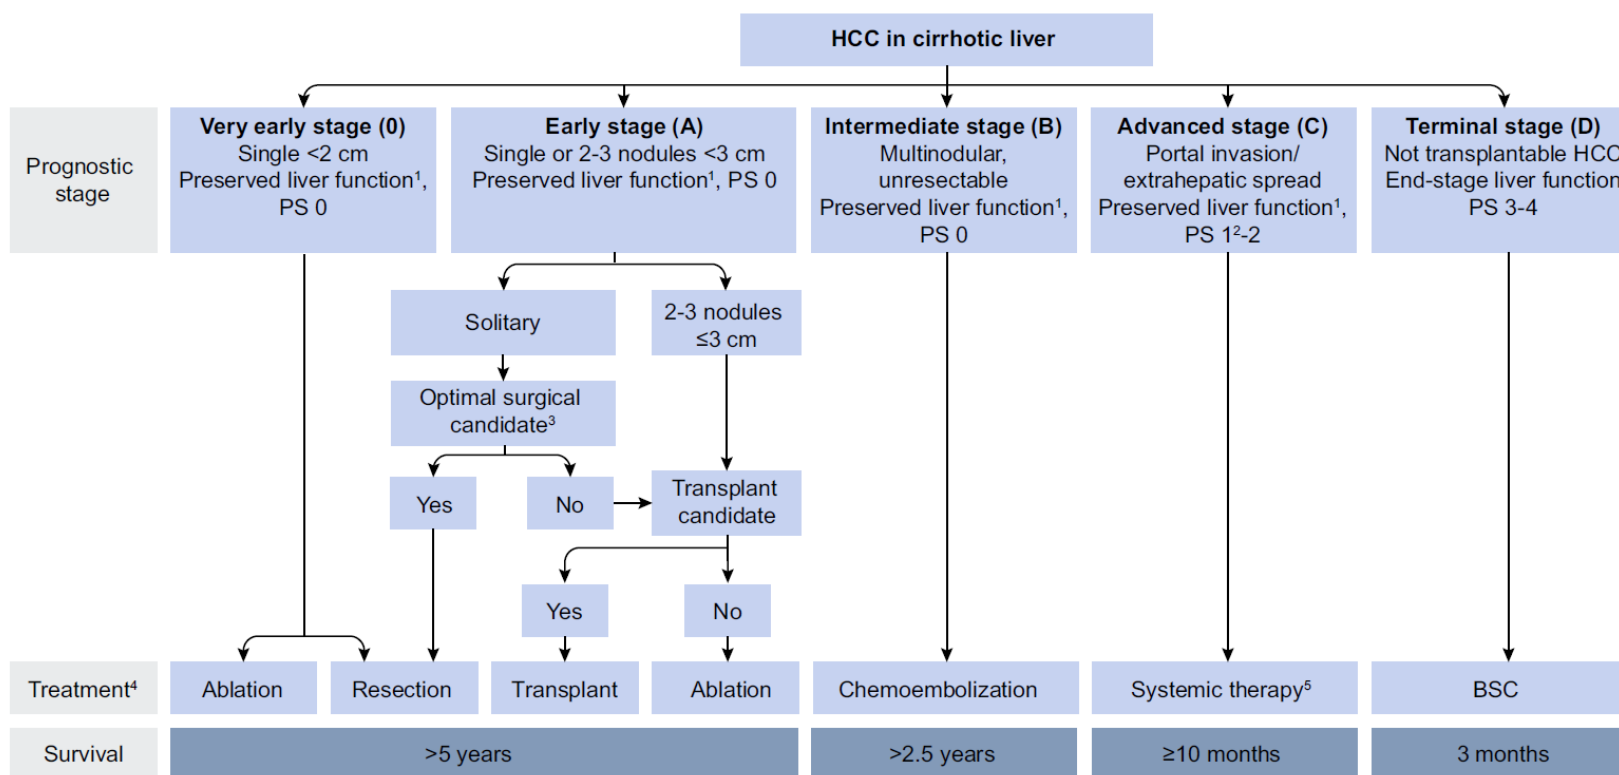 HCC in cirrhotic liver
Prognostic
stage
Very early stage (0)
Single <2 cm
Preserved liver function¹,
PS 0
Early stage (A)
Single or 2-3 nodules <3 cm
Preserved liver function¹, PS 0
Intermediate stage (B)
Multinodular,
unresectable
Preserved liver function¹,
PS 0
Advanced stage (C)
Portal invasion/
extrahepatic spread
Preserved liver function¹,
PS 1²-2
Terminal stage (D)
Not transplantable HCC
End-stage liver function
PS 3-4
Solitary
2-3 nodules
≤3 cm
Optimal surgical
candidate³
Yes
No
Transplant
candidate
Yes
No
Treatment⁴
Ablation
Resection
Transplant
Ablation
Chemoembolization
Systemic therapy⁵
BSC
Survival
>5 years
>2.5 years
≥10 months
3 months